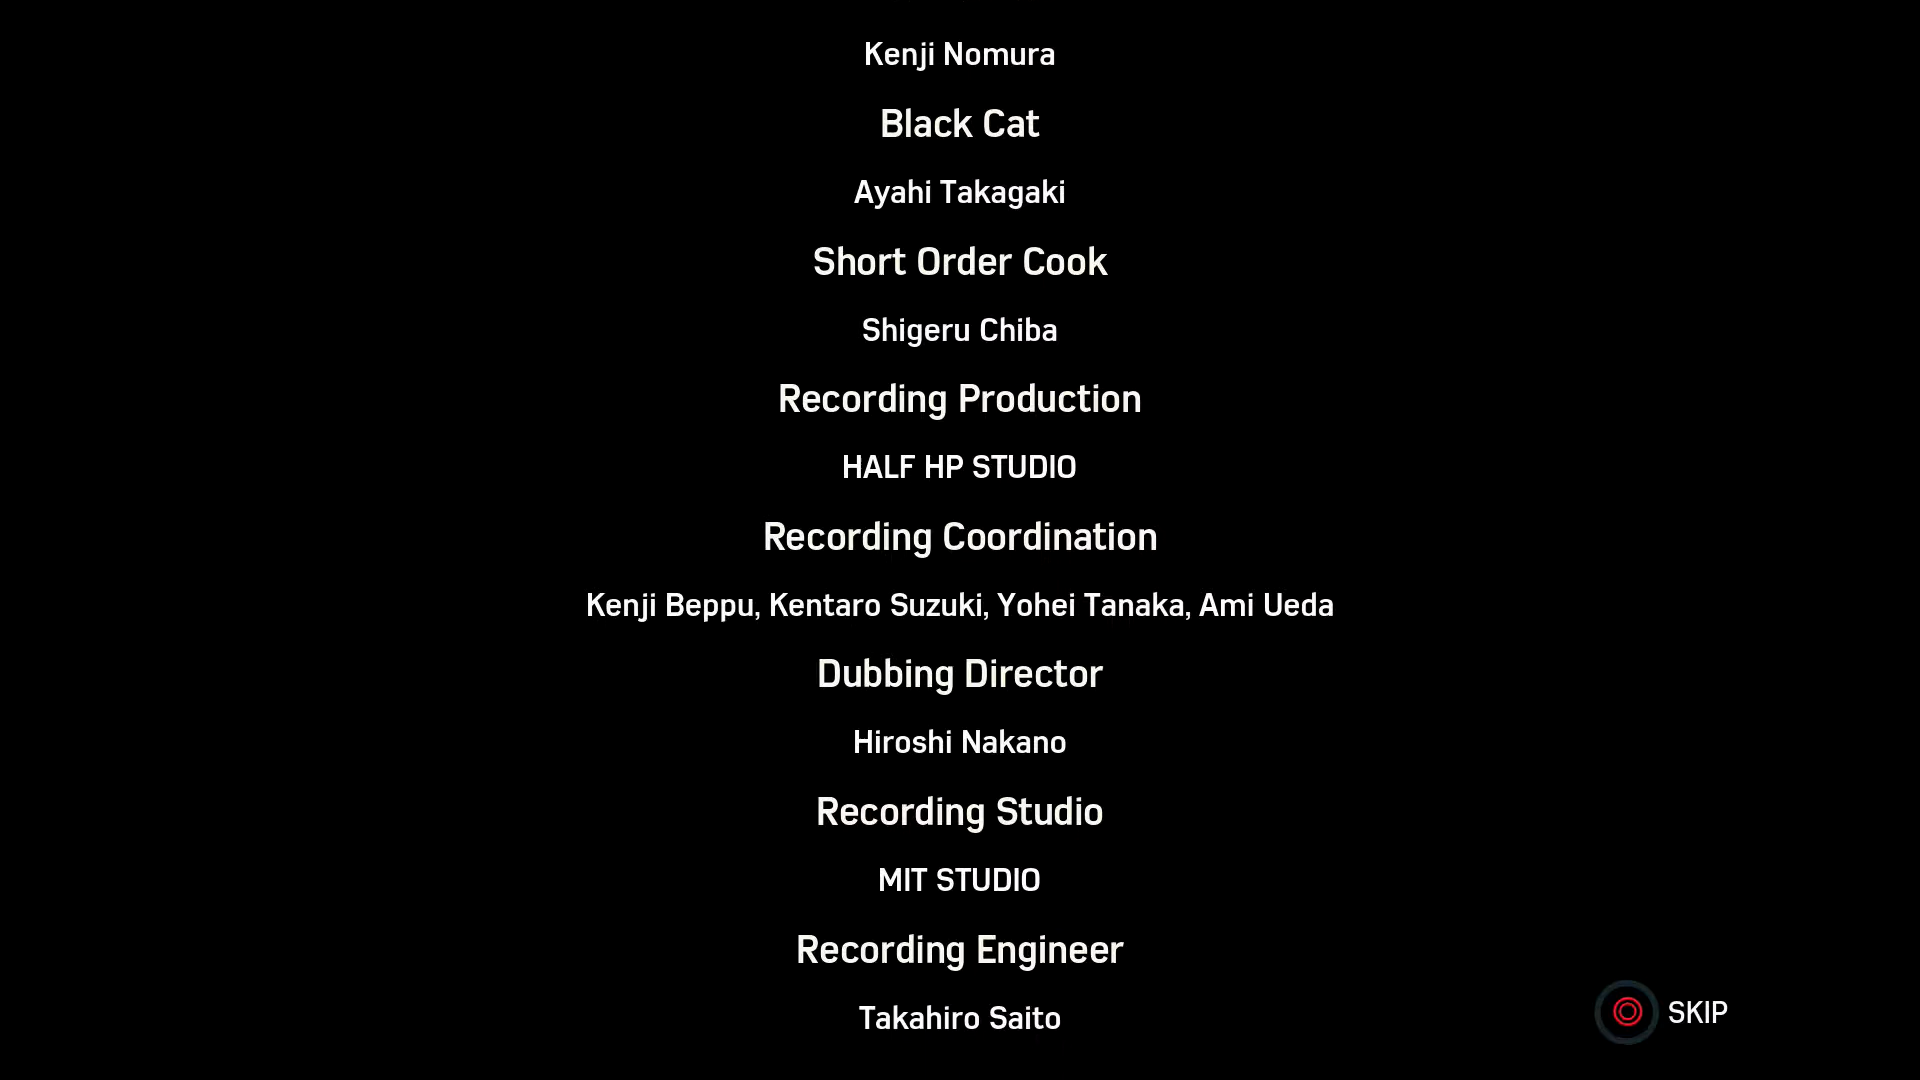 Kenji Nomura
Black Cat
Ayahi Takagaki
Short Order Cook
Shigeru Chiba
Recording Production
HALF HP STUDIO
Recording Coordination
Kenji Beppu, Kentaro Suzuki, Yohei Tanaka, Ami Ueda
Dubbing Director
Hiroshi Nakano
Recording Studio
MIT STUDIO
Recording Engineer
Takahiro Saito
SKIP